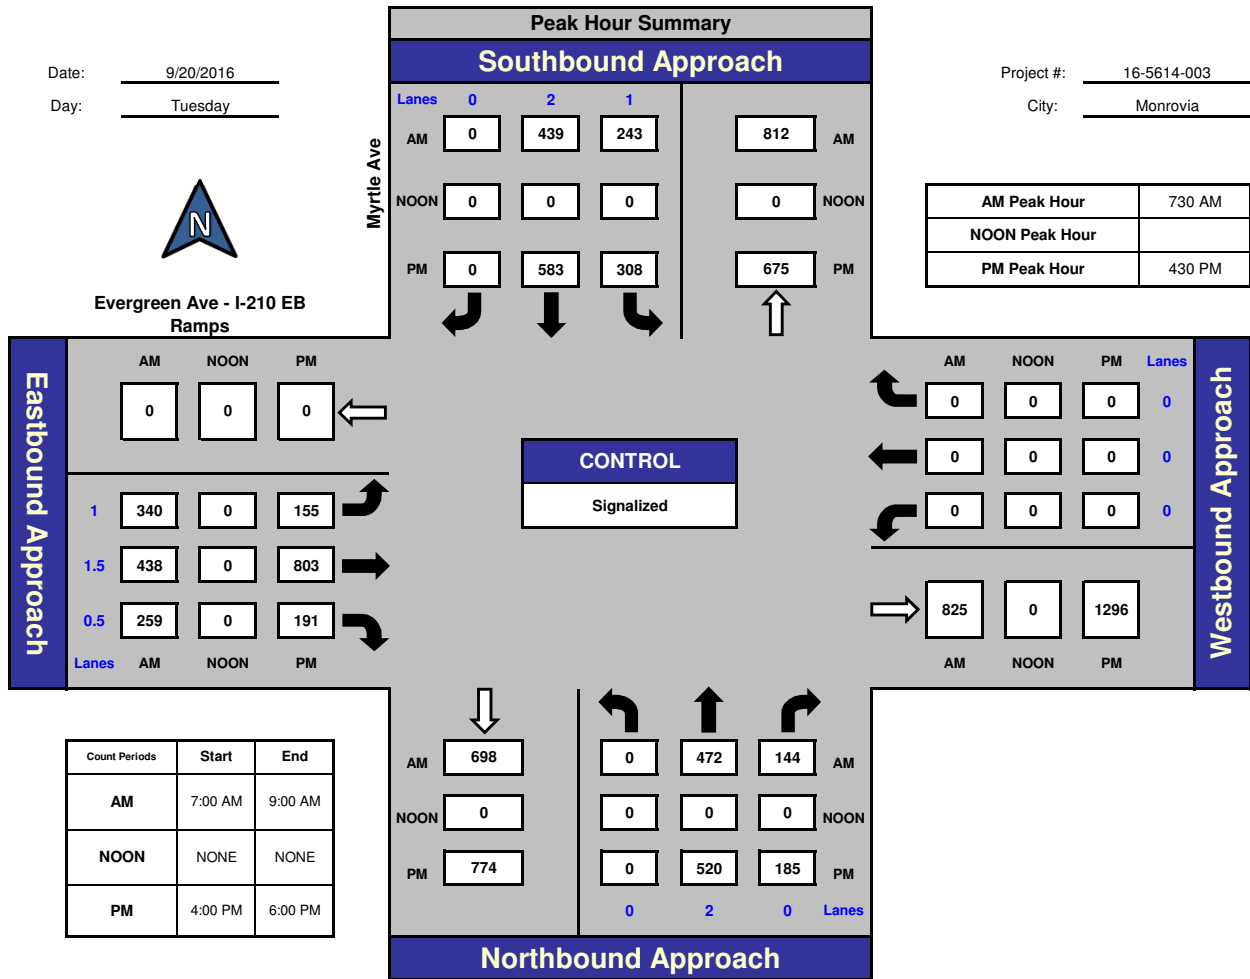 Peak Hour Summary
Southbound Approach
Date: 9/20/2016
Day: Tuesday
Project #: 16-5614-003
City: Monrovia
N
Myrtle Ave
Lanes 0 2 1
AM 0 439 243 812 AM
NOON 0 0 0 0 NOON
PM 0 583 308 675 PM
AM Peak Hour 730 AM
NOON Peak Hour
PM Peak Hour 430 PM
Evergreen Ave - I-210 EB
Ramps
Eastbound Approach
AM NOON PM
0 0 0
1 340 0 155
1.5 438 0 803
0.5 259 0 191
Lanes AM NOON PM
CONTROL
Signalized
AM NOON PM Lanes
0 0 0 0
0 0 0 0
0 0 0 0
825 0 1296
AM NOON PM
Westbound Approach
Count Periods Start End
AM 7:00 AM 9:00 AM
NOON NONE NONE
PM 4:00 PM 6:00 PM
AM 698 0 472 144 AM
NOON 0 0 0 0 NOON
PM 774 0 520 185 PM
0 2 0 Lanes
Northbound Approach